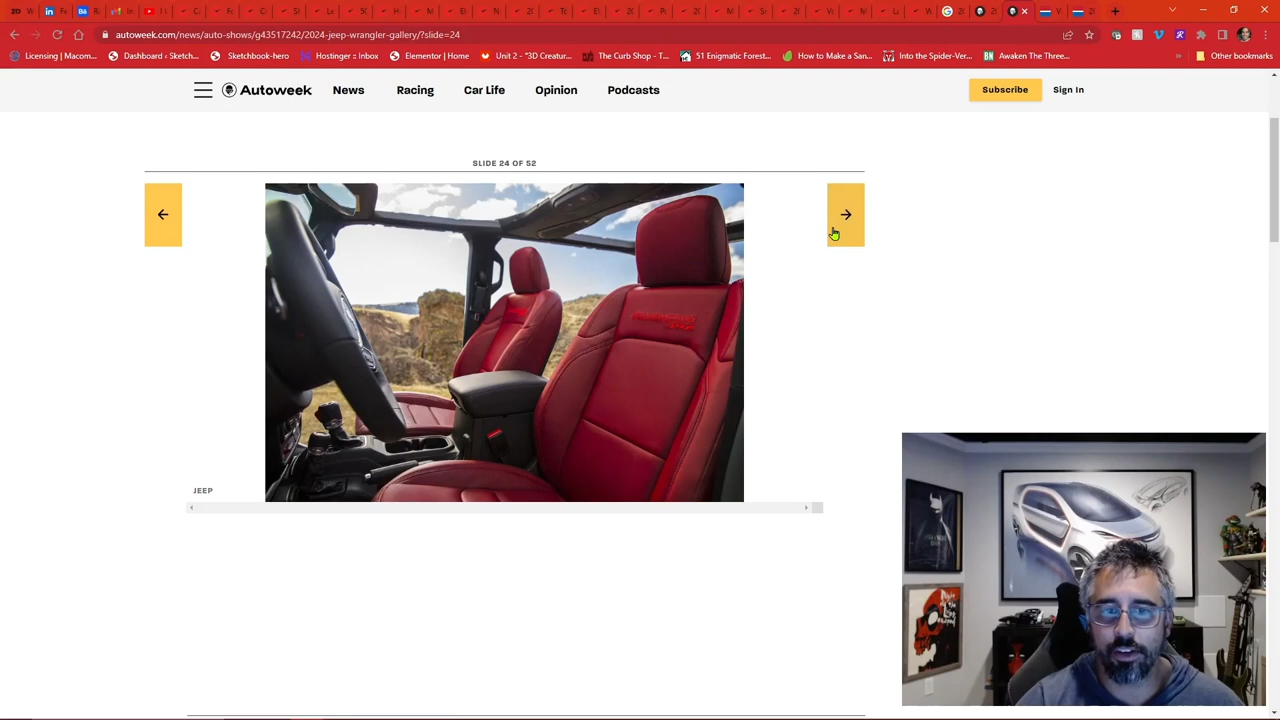 autoweek.com/news/auto-shows/g43517242/2024-jeep-wrangler-gallery/?slide=24
Licensing | Macom...
Dashboard ‹ Sketch...
Sketchbook-hero
Hostinger :: Inbox
Elementor | Home
Unit 2 - "3D Creatur...
The Curb Shop - T...
51 Enigmatic Forest...
How to Make a San...
Into the Spider-Ver...
BN
Awaken The Three...
»
Other bookmarks
Autoweek
News
Racing
Car Life
Opinion
Podcasts
Subscribe
Sign In
SLIDE 24 OF 52
JEEP